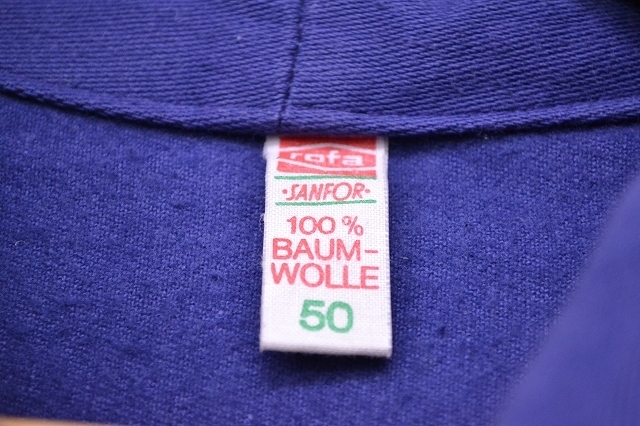 rofa
·SANFOR·
100 %
BAUM-
WOLLE
50